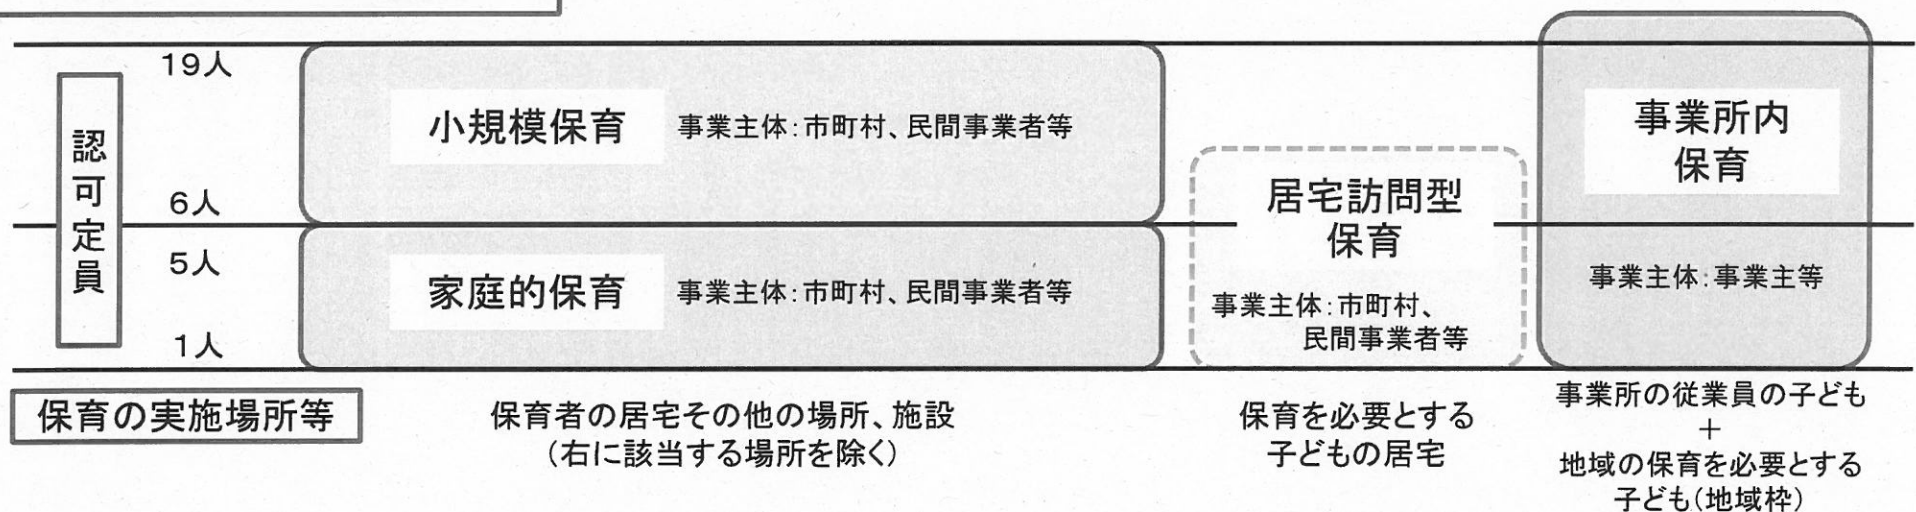 認可定員
19人
6人
5人
1人
小規模保育
事業主体:市町村、民間事業者等
家庭的保育
事業主体:市町村、民間事業者等
居宅訪問型
保育
事業主体:市町村、
民間事業者等
事業所内
保育
事業主体:事業主等
保育の実施場所等
保育者の居宅その他の場所、施設
(右に該当する場所を除く)
保育を必要とする
子どもの居宅
事業所の従業員の子ども
+
地域の保育を必要とする
子ども(地域枠)